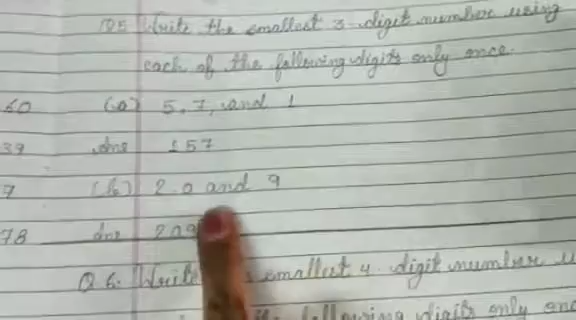 Q5 Write the smallest 3-digit number using
each of the following digits only once.
60 (a) 5, 7, and 1
39 ans 157
7 (b) 2, 0 and 9
78 ans 209
Q6. Write smallest 4-digit number
the following digits only